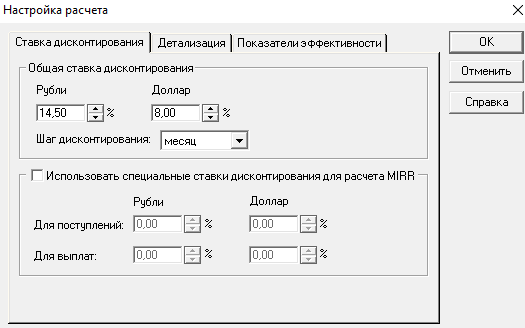 Настройка расчета
Ставка дисконтирования Детализация Показатели эффективности
OK
Отменить
Справка
Общая ставка дисконтирования
Рубли Доллар
14,50 % 8,00 %
Шаг дисконтирования: месяц
Использовать специальные ставки дисконтирования для расчета MIRR
Рубли Доллар
Для поступлений: 0,00 % 0,00 %
Для выплат: 0,00 % 0,00 %